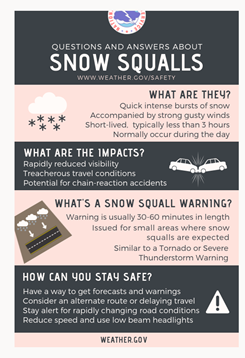 QUESTIONS AND ANSWERS ABOUT
SNOW SQUALLS
WWW.WEATHER.GOV/SAFETY
WHAT ARE THEY?
Quick intense bursts of snow
Accompanied by strong gusty winds
Short-lived, typically less than 3 hours
Normally occur during the day
WHAT ARE THE IMPACTS?
Rapidly reduced visibility
Treacherous travel conditions
Potential for chain-reaction accidents
WHAT'S A SNOW SQUALL WARNING?
Warning is usually 30-60 minutes in length
Issued for small areas where snow
squalls are expected
Similar to a Tornado or Severe
Thunderstorm Warning
HOW CAN YOU STAY SAFE?
Have a way to get forecasts and warnings
Consider an alternate route or delaying travel
Stay alert for rapidly changing road conditions
Reduce speed and use low beam headlights
WEATHER.GOV